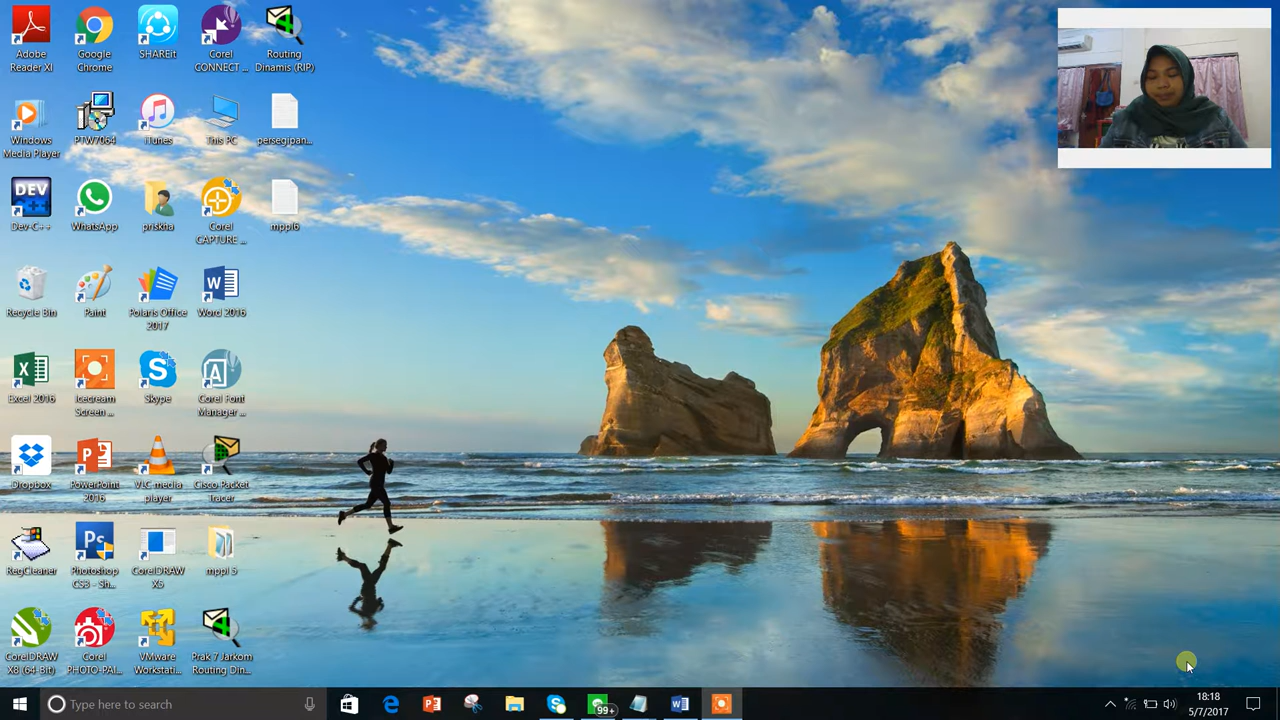 Adobe
Reader XI
Google
Chrome
SHAREit
Corel
CONNECT ...
Routing
Dinamis (RIP)
Windows
Media Player
PTW7064
iTunes
This PC
persegipan...
DEV
Dev-C++
WhatsApp
priskha
Corel
CAPTURE ...
mppl6
Recycle Bin
Paint
Polaris Office
2017
Word 2016
Excel 2016
Icecream
Screen ...
Skype
Corel Font
Manager ...
Dropbox
PowerPoint
2016
VLC media
player
Cisco Packet
Tracer
RegCleaner
Photoshop
CS3 - Sh...
CorelDRAW
X5
mppl 5
CorelDRAW
X8 (64-Bit)
Corel
PHOTO-PAI...
VMware
Workstati...
Prak 7 Jarkom
Routing Din...
Type here to search
99+
18:18
5/7/2017